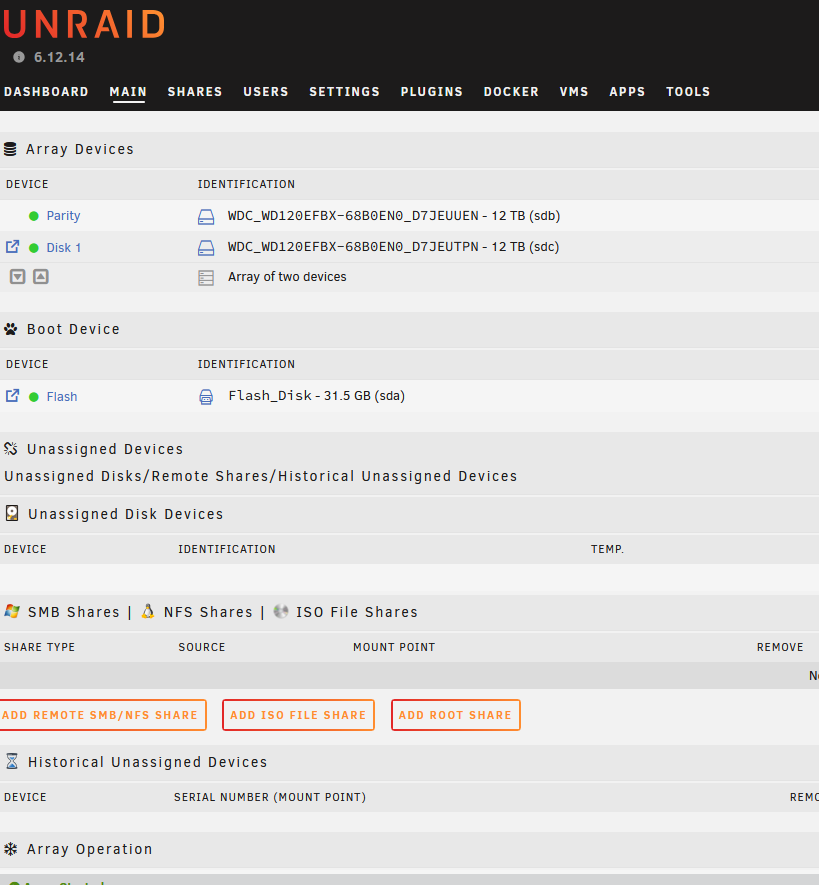 UNRAID
6.12.14
DASHBOARD MAIN SHARES USERS SETTINGS PLUGINS DOCKER VMS APPS TOOLS
Array Devices
DEVICE IDENTIFICATION
Parity WDC_WD120EFBX-68B0EN0_D7JEUUEN - 12 TB (sdb)
Disk 1 WDC_WD120EFBX-68B0EN0_D7JEUTPN - 12 TB (sdc)
Array of two devices
Boot Device
DEVICE IDENTIFICATION
Flash Flash_Disk - 31.5 GB (sda)
Unassigned Devices
Unassigned Disks/Remote Shares/Historical Unassigned Devices
Unassigned Disk Devices
DEVICE IDENTIFICATION TEMP.
SMB Shares | NFS Shares | ISO File Shares
SHARE TYPE SOURCE MOUNT POINT REMOVE
ADD REMOTE SMB/NFS SHARE ADD ISO FILE SHARE ADD ROOT SHARE
Historical Unassigned Devices
DEVICE SERIAL NUMBER (MOUNT POINT)
Array Operation